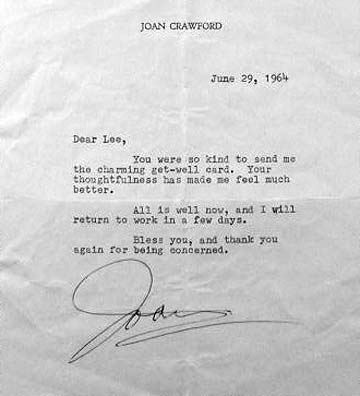 JOAN CRAWFORD
June 29, 1964
Dear Lee,
You were so kind to send me
the charming get-well card. Your
thoughtfulness has made me feel much
better.
All is well now, and I will
return to work in a few days.
Bless you, and thank you
again for being concerned.
Joan